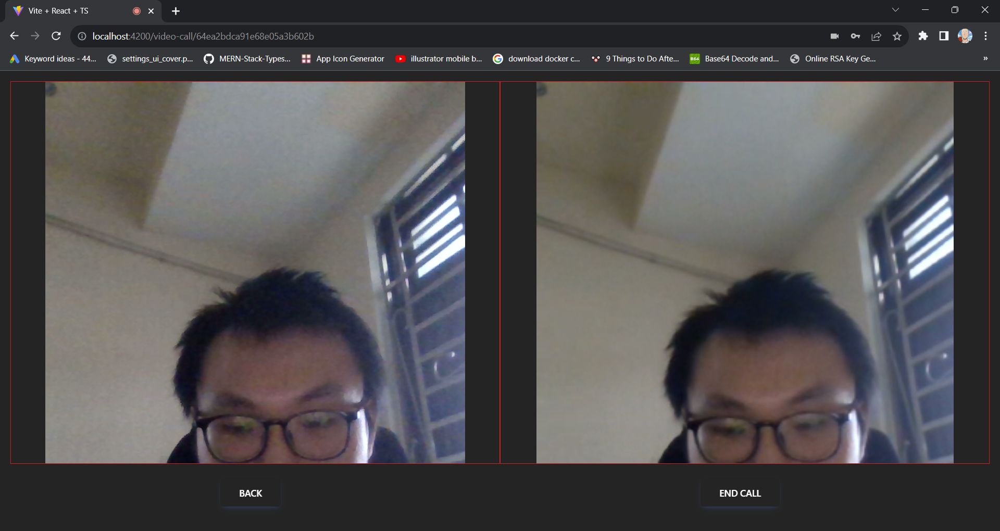 Vite + React + TS
localhost:4200/video-call/64ea2bdca91e68e05a3b602b
Keyword ideas - 44... settings_ui_cover.p... MERN-Stack-Types... App Icon Generator illustrator mobile b... download docker c... 9 Things to Do Afte... B64 Base64 Decode and... Online RSA Key Ge... »
BACK END CALL